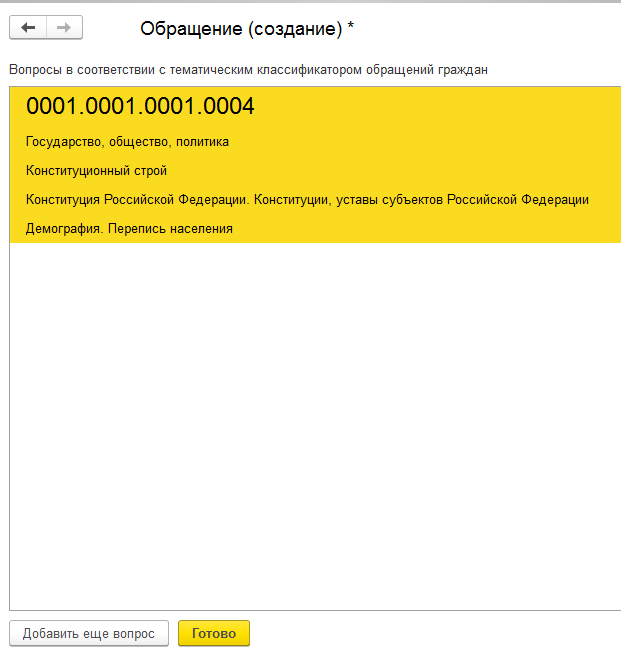 Обращение (создание) *
Вопросы в соответствии с тематическим классификатором обращений граждан
0001.0001.0001.0004
Государство, общество, политика
Конституционный строй
Конституция Российской Федерации. Конституции, уставы субъектов Российской Федерации
Демография. Перепись населения
Добавить еще вопрос
Готово